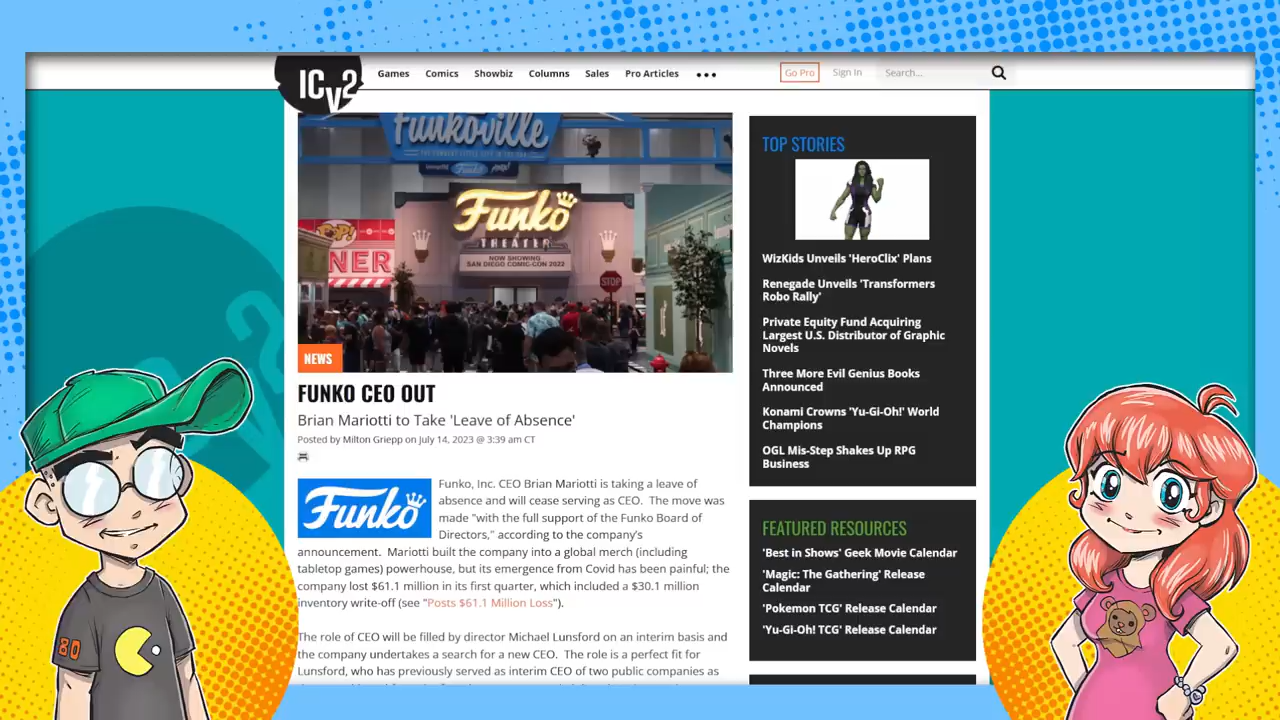 ICv2
Games Comics Showbiz Columns Sales Pro Articles
Go Pro Sign In Search...
Funkoville
Funko
POP!
Funko
THEATER
NOW SHOWING
SAN DIEGO COMIC-CON 2022
NER
STOP
NEWS
FUNKO CEO OUT
Brian Mariotti to Take 'Leave of Absence'
Posted by Milton Griepp on July 14, 2023 @ 3:39 am CT
Funko
Funko, Inc. CEO Brian Mariotti is taking a leave of
absence and will cease serving as CEO. The move was
made "with the full support of the Funko Board of
Directors," according to the company's
announcement. Mariotti built the company into a global merch (including
tabletop games) powerhouse, but its emergence from Covid has been painful; the
company lost $61.1 million in its first quarter, which included a $30.1 million
inventory write-off (see "Posts $61.1 Million Loss").
The role of CEO will be filled by director Michael Lunsford on an interim basis and
the company undertakes a search for a new CEO. The role is a perfect fit for
Lunsford, who has previously served as interim CEO of two public companies as
TOP STORIES
WizKids Unveils 'HeroClix' Plans
Renegade Unveils 'Transformers
Robo Rally'
Private Equity Fund Acquiring
Largest U.S. Distributor of Graphic
Novels
Three More Evil Genius Books
Announced
Konami Crowns 'Yu-Gi-Oh!' World
Champions
OGL Mis-Step Shakes Up RPG
Business
FEATURED RESOURCES
'Best in Shows' Geek Movie Calendar
'Magic: The Gathering' Release
Calendar
'Pokemon TCG' Release Calendar
'Yu-Gi-Oh! TCG' Release Calendar
80